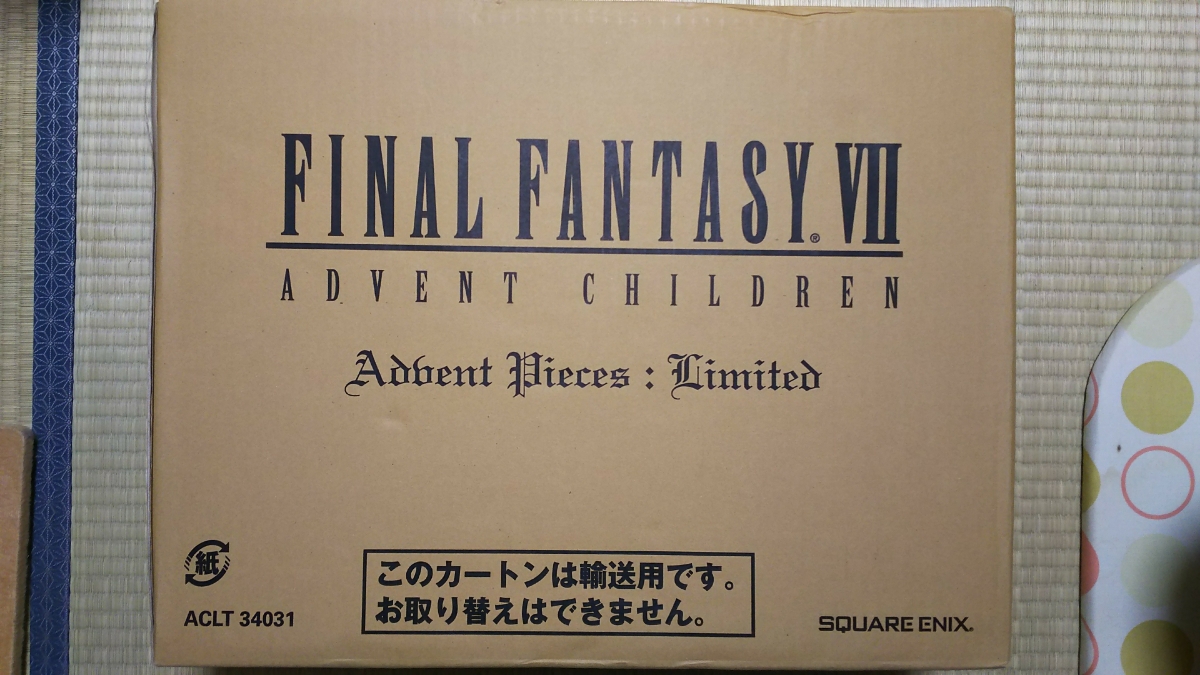 FINAL FANTASY® VII
ADVENT CHILDREN
Advent Pieces : Limited
紙
このカートンは輸送用です。
お取り替えはできません。
ACLT 34031
SQUARE ENIX®